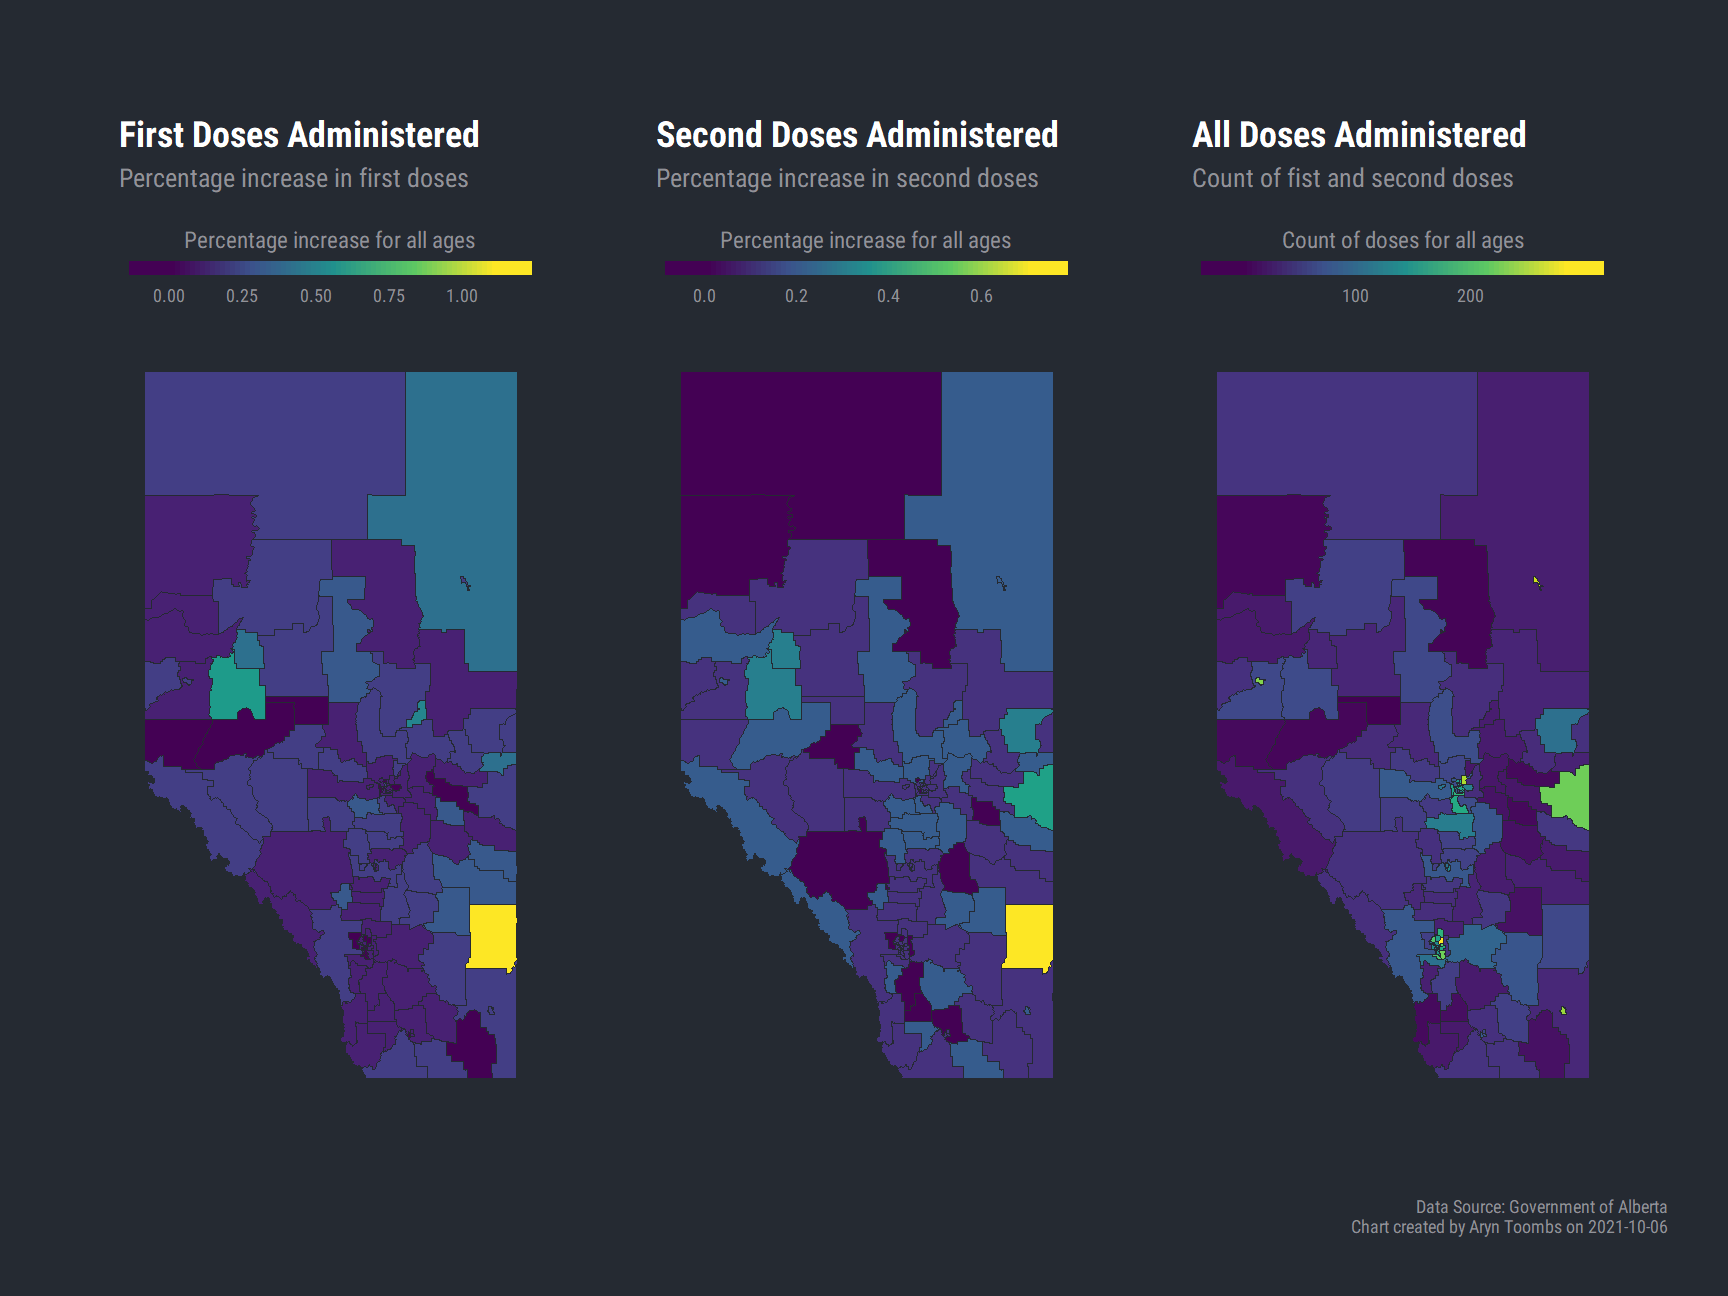 First Doses Administered
Percentage increase in first doses
Percentage increase for all ages
0.00 0.25 0.50 0.75 1.00
Second Doses Administered
Percentage increase in second doses
Percentage increase for all ages
0.0 0.2 0.4 0.6
All Doses Administered
Count of fist and second doses
Count of doses for all ages
100 200
Data Source: Government of Alberta
Chart created by Aryn Toombs on 2021-10-06